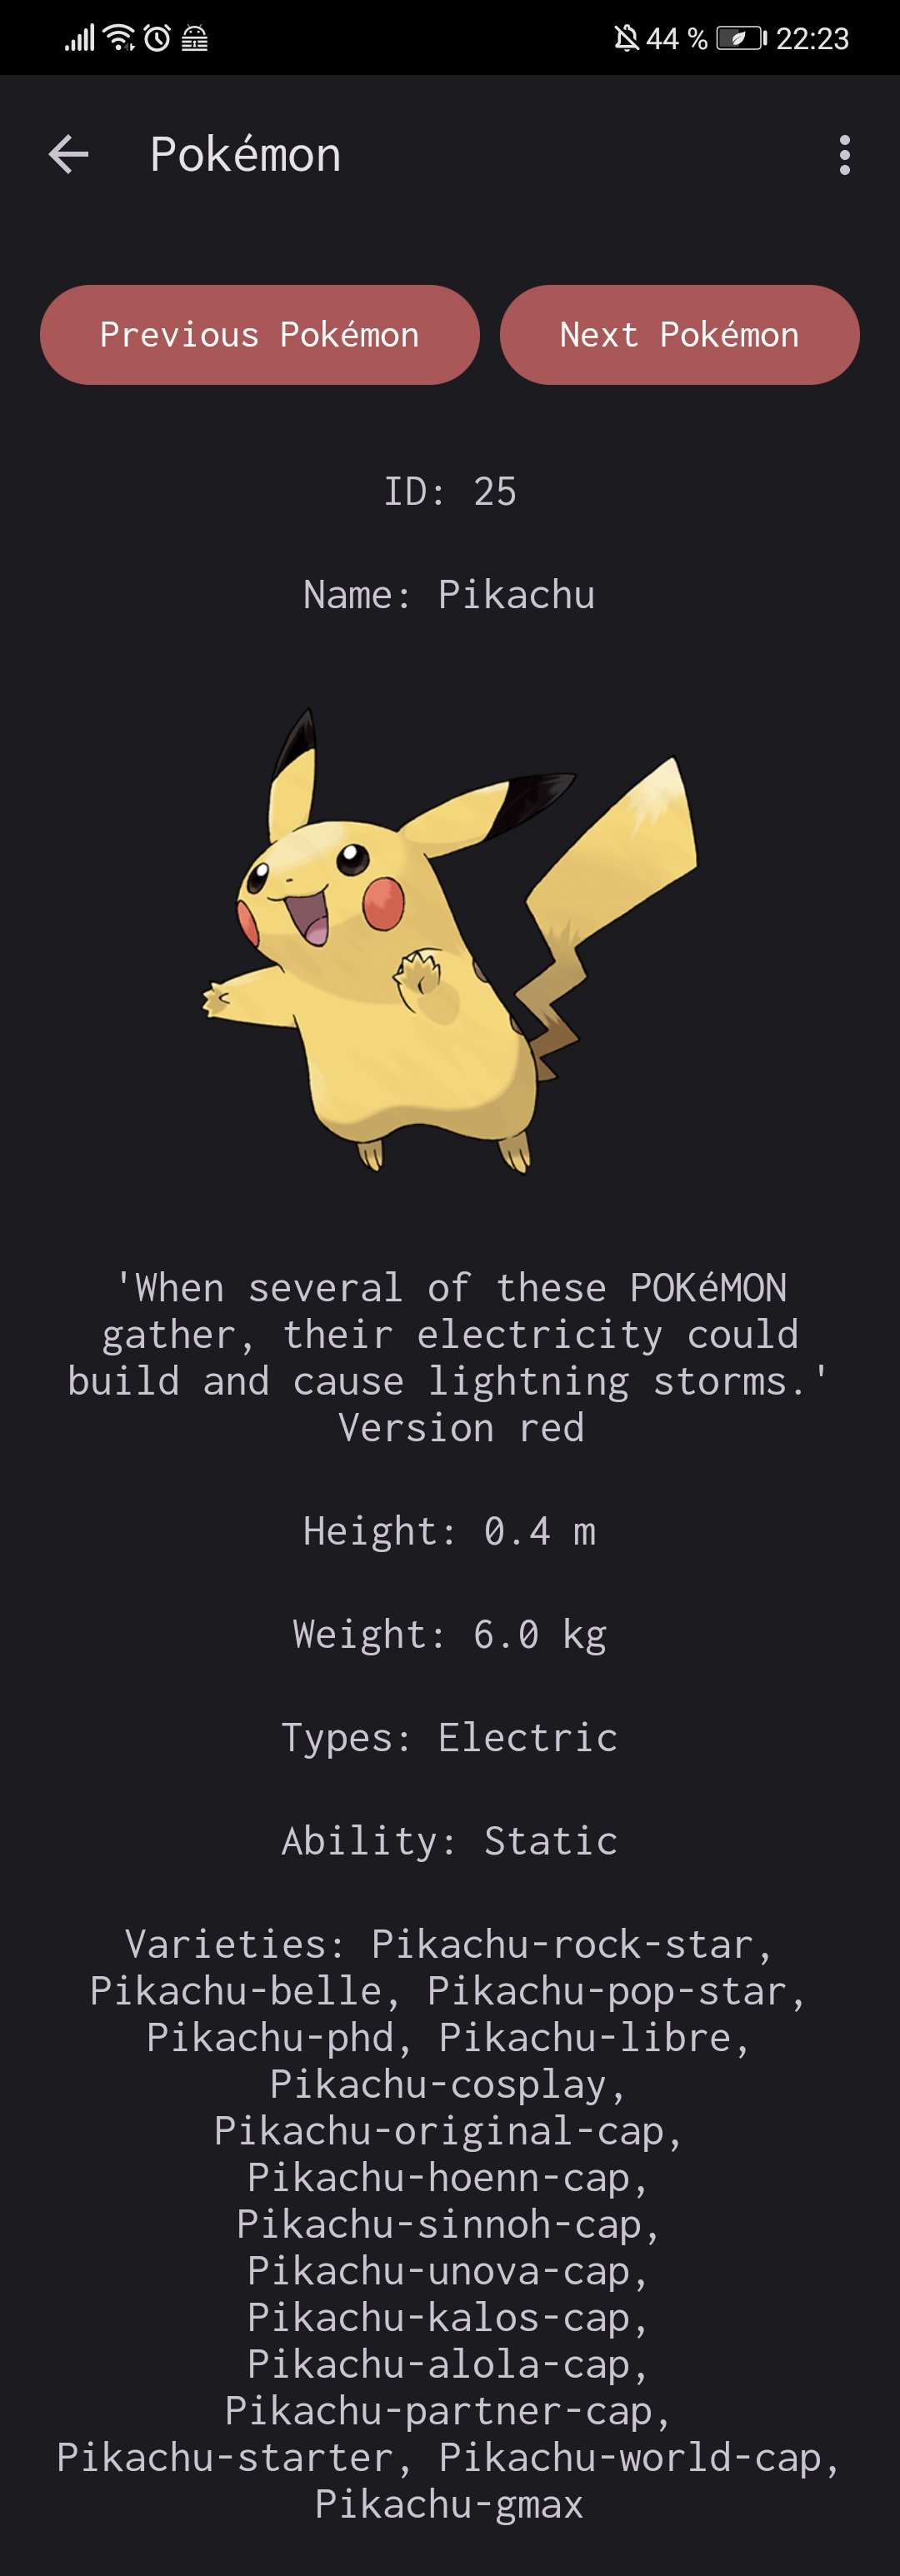 44 % 22:23
Pokémon
Previous Pokémon Next Pokémon
ID: 25
Name: Pikachu
'When several of these POKéMON
gather, their electricity could
build and cause lightning storms.'
Version red
Height: 0.4 m
Weight: 6.0 kg
Types: Electric
Ability: Static
Varieties: Pikachu-rock-star,
Pikachu-belle, Pikachu-pop-star,
Pikachu-phd, Pikachu-libre,
Pikachu-cosplay,
Pikachu-original-cap,
Pikachu-hoenn-cap,
Pikachu-sinnoh-cap,
Pikachu-unova-cap,
Pikachu-kalos-cap,
Pikachu-alola-cap,
Pikachu-partner-cap,
Pikachu-starter, Pikachu-world-cap,
Pikachu-gmax